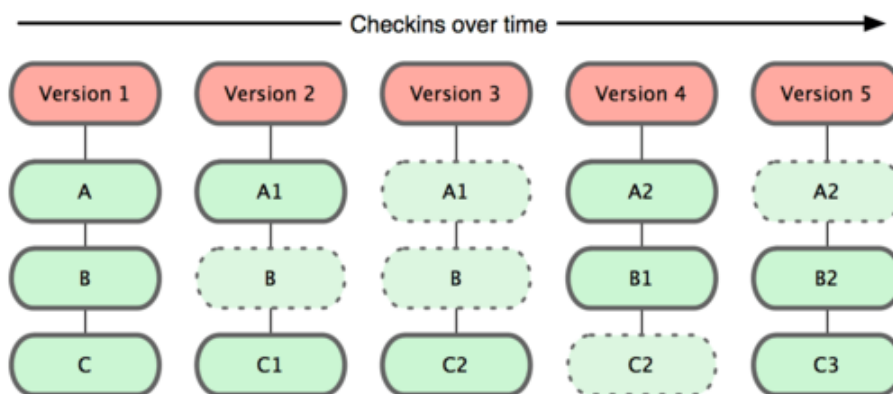 Checkins over time
Version 1 Version 2 Version 3 Version 4 Version 5
A A1 A1 A2 A2
B B B B1 B2
C C1 C2 C2 C3